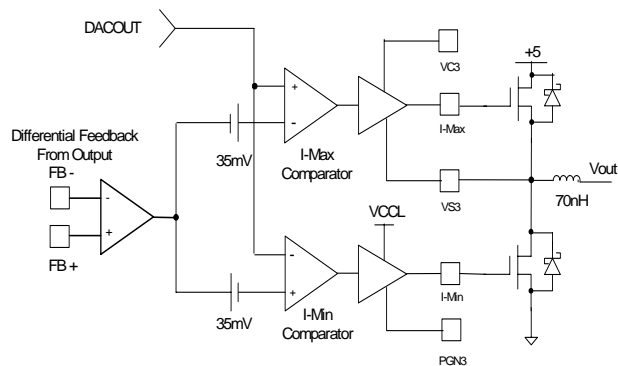 DACOUT
+5
VC3
I-Max
I-Max
Comparator
VS3
Vout
70nH
35mV
Differential Feedback
From Output
FB -
FB +
-
+
+
-
VCCL
-
+
I-Min
I-Min
Comparator
35mV
PGN3